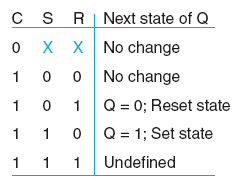 C S R Next state of Q
0 X X No change
1 0 0 No change
1 0 1 Q = 0; Reset state
1 1 0 Q = 1; Set state
1 1 1 Undefined